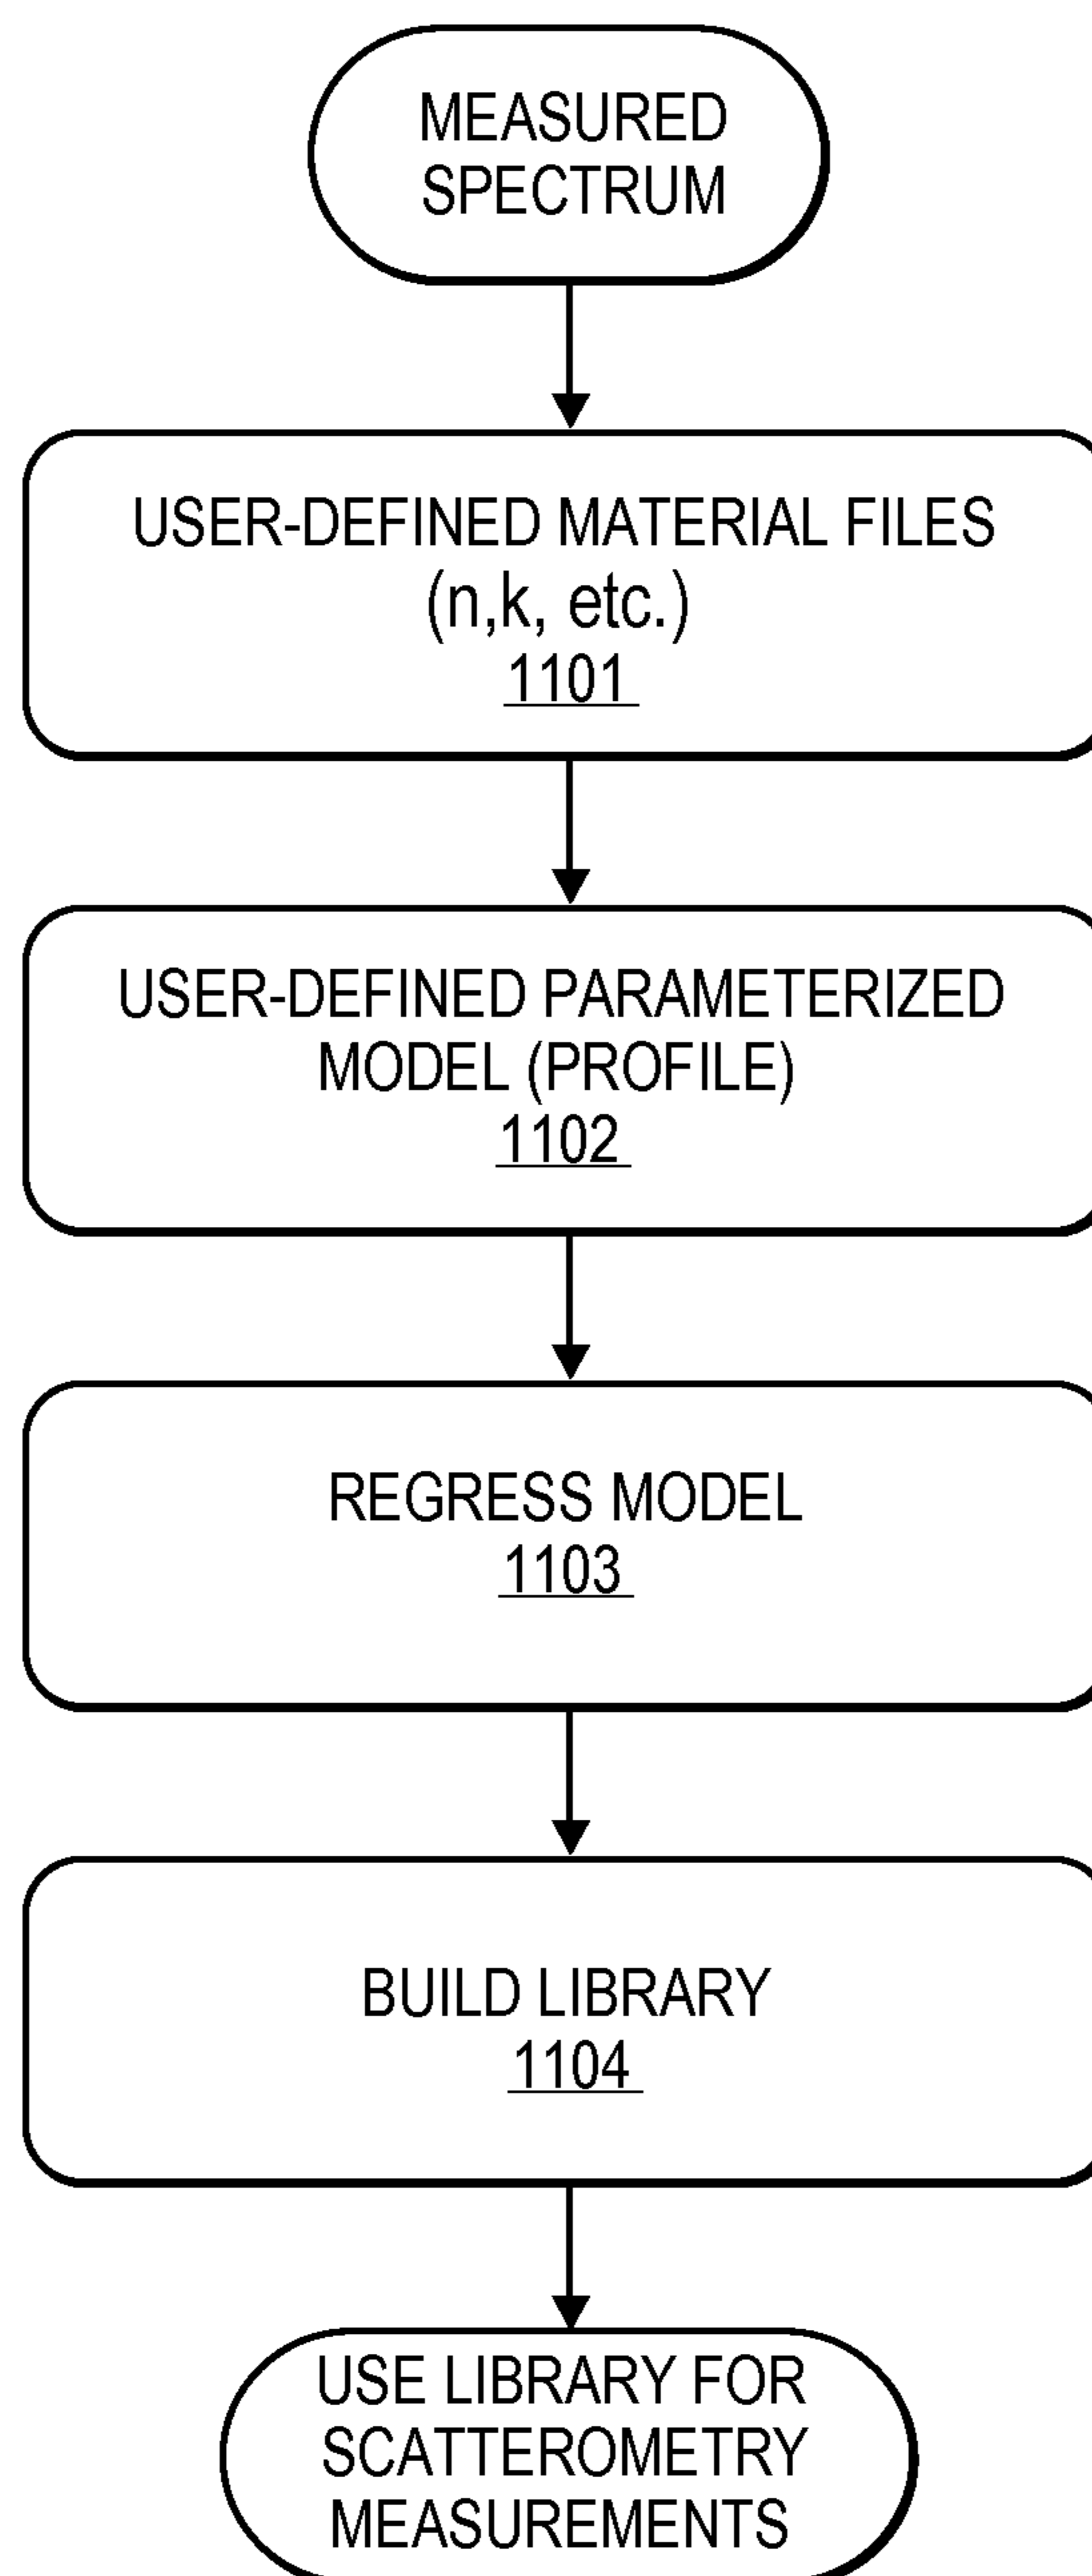 MEASURED
SPECTRUM
USER-DEFINED MATERIAL FILES
(n,k, etc.)
1101
USER-DEFINED PARAMETERIZED
MODEL (PROFILE)
1102
REGRESS MODEL
1103
BUILD LIBRARY
1104
USE LIBRARY FOR
SCATTEROMETRY
MEASUREMENTS